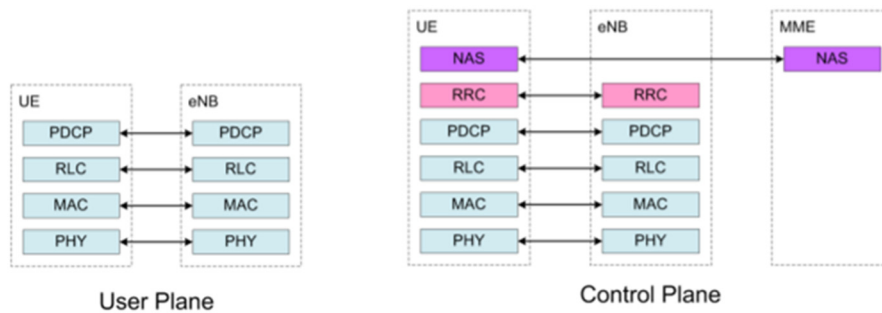 UE eNB
PDCP PDCP
RLC RLC
MAC MAC
PHY PHY
User Plane
UE eNB MME
NAS NAS
RRC RRC
PDCP PDCP
RLC RLC
MAC MAC
PHY PHY
Control Plane